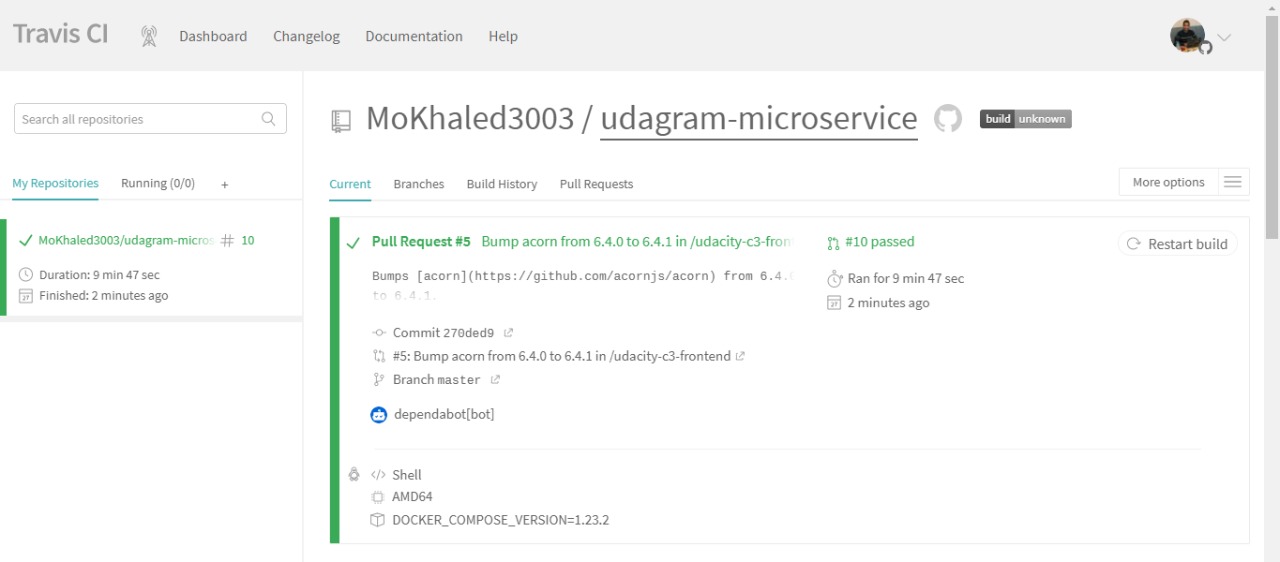 Travis CI
Dashboard
Changelog
Documentation
Help
Search all repositories
MoKhaled3003 / udagram-microservice
build unknown
My Repositories
Running (0/0)
+
Current
Branches
Build History
Pull Requests
More options
MoKhaled3003/udagram-micros
# 10
Duration: 9 min 47 sec
Finished: 2 minutes ago
Pull Request #5 Bump acorn from 6.4.0 to 6.4.1 in /udacity-c3-fron
Bumps [acorn](https://github.com/acornjs/acorn) from 6.4.0
to 6.4.1.
#10 passed
Ran for 9 min 47 sec
2 minutes ago
Restart build
Commit 270ded9
#5: Bump acorn from 6.4.0 to 6.4.1 in /udacity-c3-frontend
Branch master
dependabot[bot]
Shell
AMD64
DOCKER_COMPOSE_VERSION=1.23.2